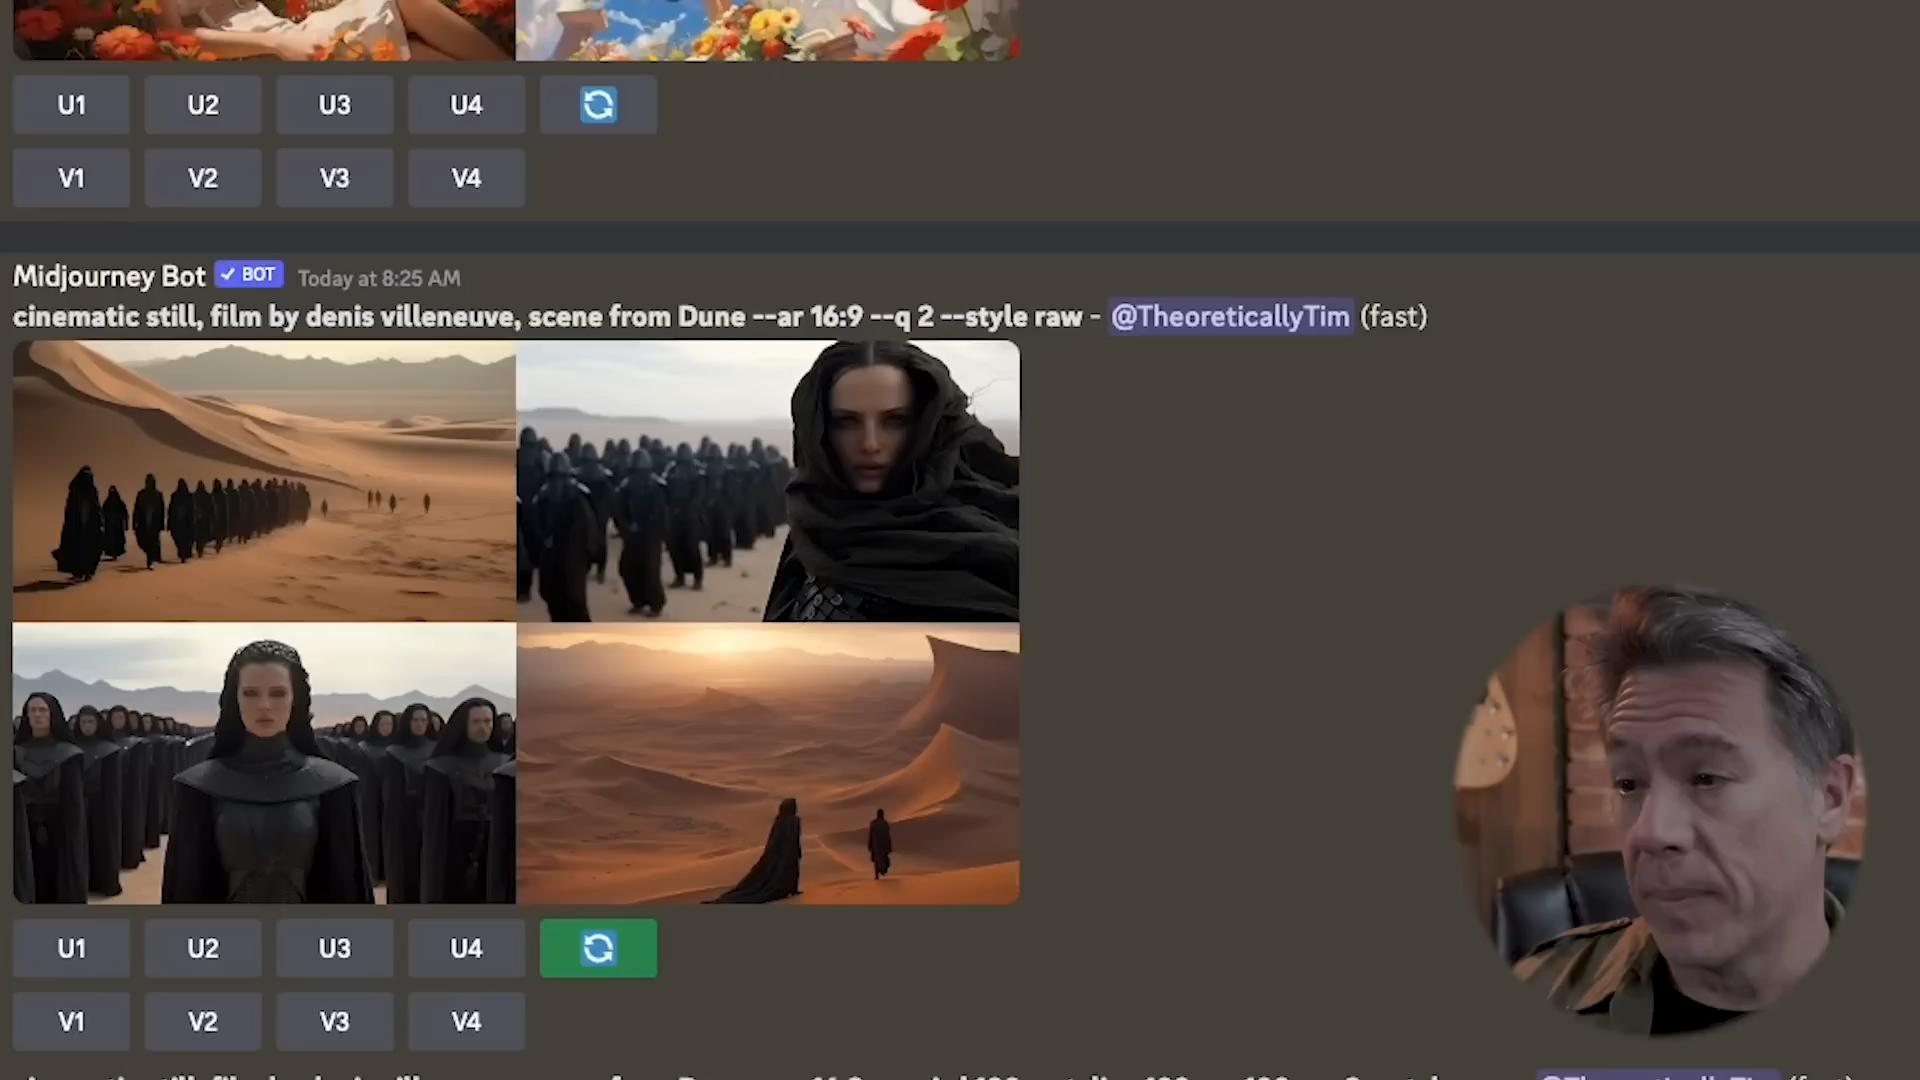 U1 U2 U3 U4
V1 V2 V3 V4
Midjourney Bot BOT Today at 8:25 AM
cinematic still, film by denis villeneuve, scene from Dune --ar 16:9 --q 2 --style raw - @TheoreticallyTim (fast)
U1 U2 U3 U4
V1 V2 V3 V4